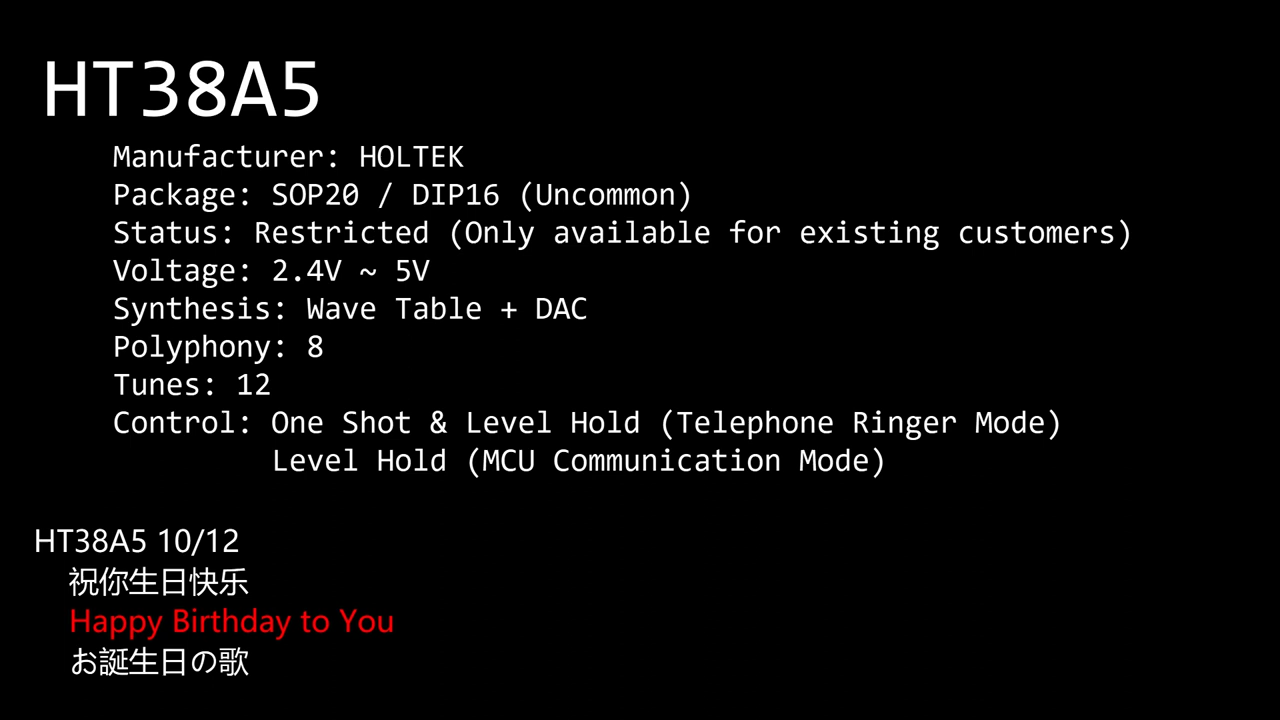 HT38A5
Manufacturer: HOLTEK
Package: SOP20 / DIP16 (Uncommon)
Status: Restricted (Only available for existing customers)
Voltage: 2.4V ~ 5V
Synthesis: Wave Table + DAC
Polyphony: 8
Tunes: 12
Control: One Shot & Level Hold (Telephone Ringer Mode)
Level Hold (MCU Communication Mode)
HT38A5 10/12
祝你生日快乐
Happy Birthday to You
お誕生日の歌